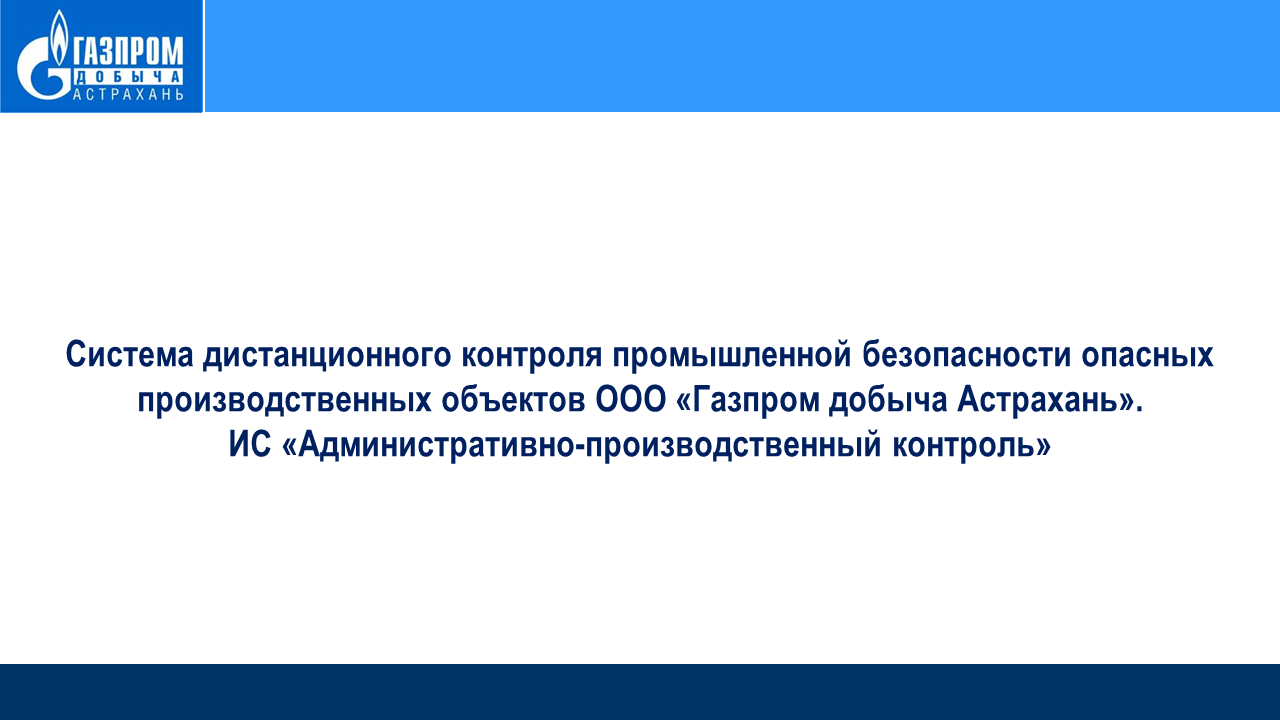 ГАЗПРОМ
ДОБЫЧА
АСТРАХАНЬ
Система дистанционного контроля промышленной безопасности опасных
производственных объектов ООО «Газпром добыча Астрахань».
ИС «Административно-производственный контроль»